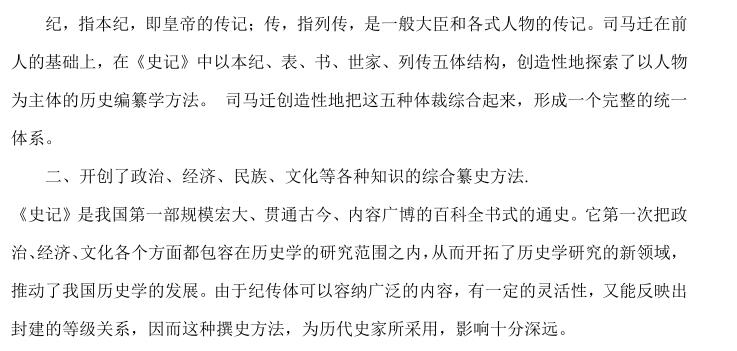 纪，指本纪，即皇帝的传记；传，指列传，是一般大臣和各式人物的传记。司马迁在前
人的基础上，在《史记》中以本纪、表、书、世家、列传五体结构，创造性地探索了以人物
为主体的历史编纂学方法。 司马迁创造性地把这五种体裁综合起来，形成一个完整的统一
体系。
二、开创了政治、经济、民族、文化等各种知识的综合纂史方法.
《史记》是我国第一部规模宏大、贯通古今、内容广博的百科全书式的通史。它第一次把政
治、经济、文化各个方面都包容在历史学的研究范围之内，从而开拓了历史学研究的新领域，
推动了我国历史学的发展。由于纪传体可以容纳广泛的内容，有一定的灵活性，又能反映出
封建的等级关系，因而这种撰史方法，为历代史家所采用，影响十分深远。